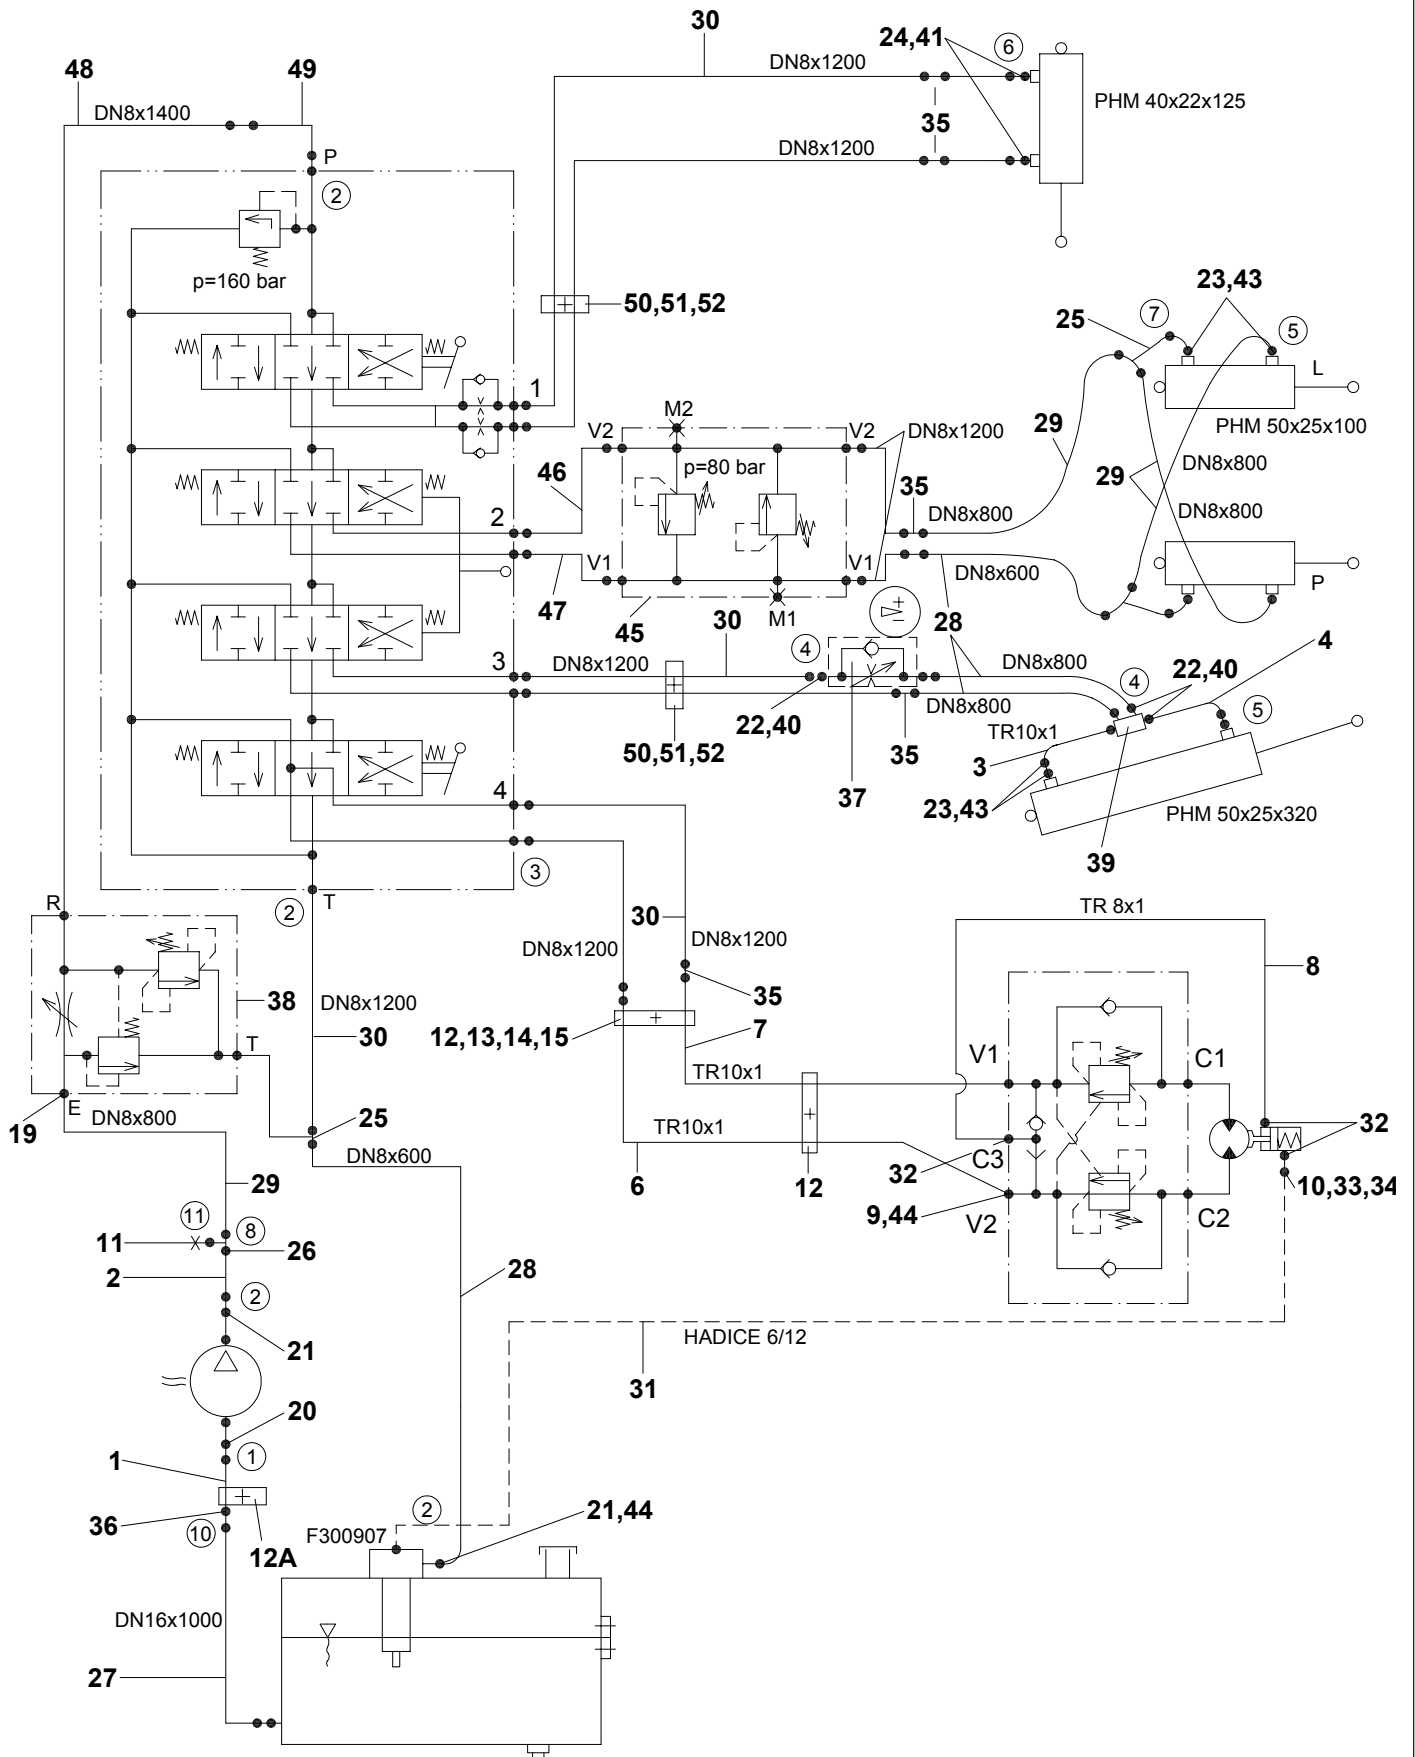 30
24,41
6
48
49
DN8x1200
DN8x1400
PHM 40x22x125
35
DN8x1200
P
2
p=160 bar
23,43
50,51,52
25
7
5
L
1
M2
V2
V2
DN8x1200
PHM 50x25x100
29
p=80 bar
DN8x800
46
29
35
2
DN8x800
DN8x800
V1
V1
DN8x600
P
47
45
M1
+
−
30
28
4
4
3
DN8x1200
DN8x800
4
22,40
+
5
22,40
DN8x800
TR10x1
50,51,52
35
3
4
37
23,43
PHM 50x25x320
39
3
2
T
R
TR 8x1
30
DN8x1200
DN8x1200
8
38
DN8x1200
35
12,13,14,15
+
30
7
T
V1
C1
TR10x1
E
DN8x800
25
+
19
TR10x1
32
C3
DN8x600
32
29
6
12
10,33,34
9,44
V2
C2
11
8
11
26
2
28
2
HADICE 6/12
21
31
20
1
1
+
2
21,44
36
10
F300907
12A
DN16x1000
27